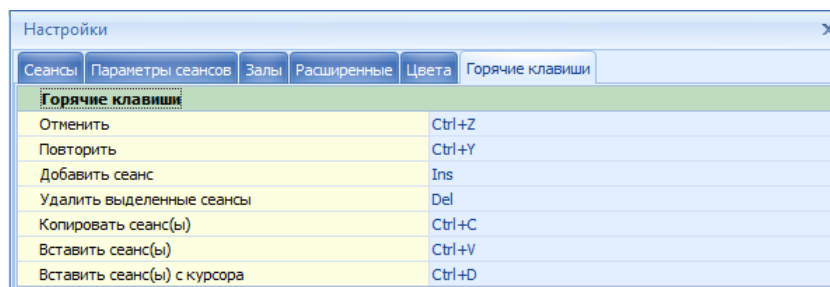 Настройки
Сеансы Параметры сеансов Залы Расширенные Цвета Горячие клавиши
Горячие клавиши
Отменить Ctrl+Z
Повторить Ctrl+Y
Добавить сеанс Ins
Удалить выделенные сеансы Del
Копировать сеанс(ы) Ctrl+C
Вставить сеанс(ы) Ctrl+V
Вставить сеанс(ы) с курсора Ctrl+D